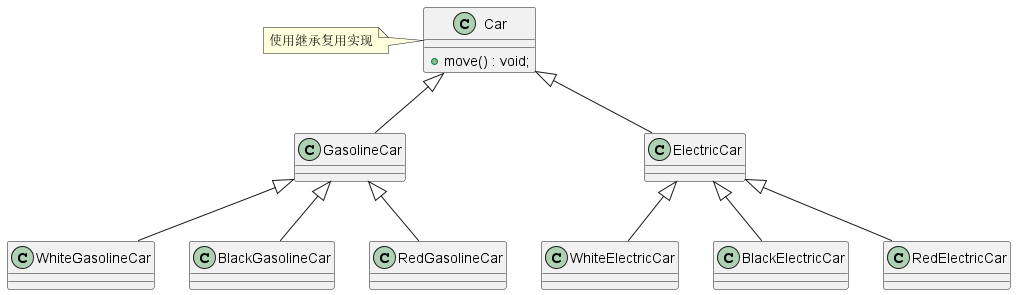 C Car
使用继承复用实现
move() : void;
C GasolineCar
C ElectricCar
C WhiteGasolineCar
C BlackGasolineCar
C RedGasolineCar
C WhiteElectricCar
C BlackElectricCar
C RedElectricCar